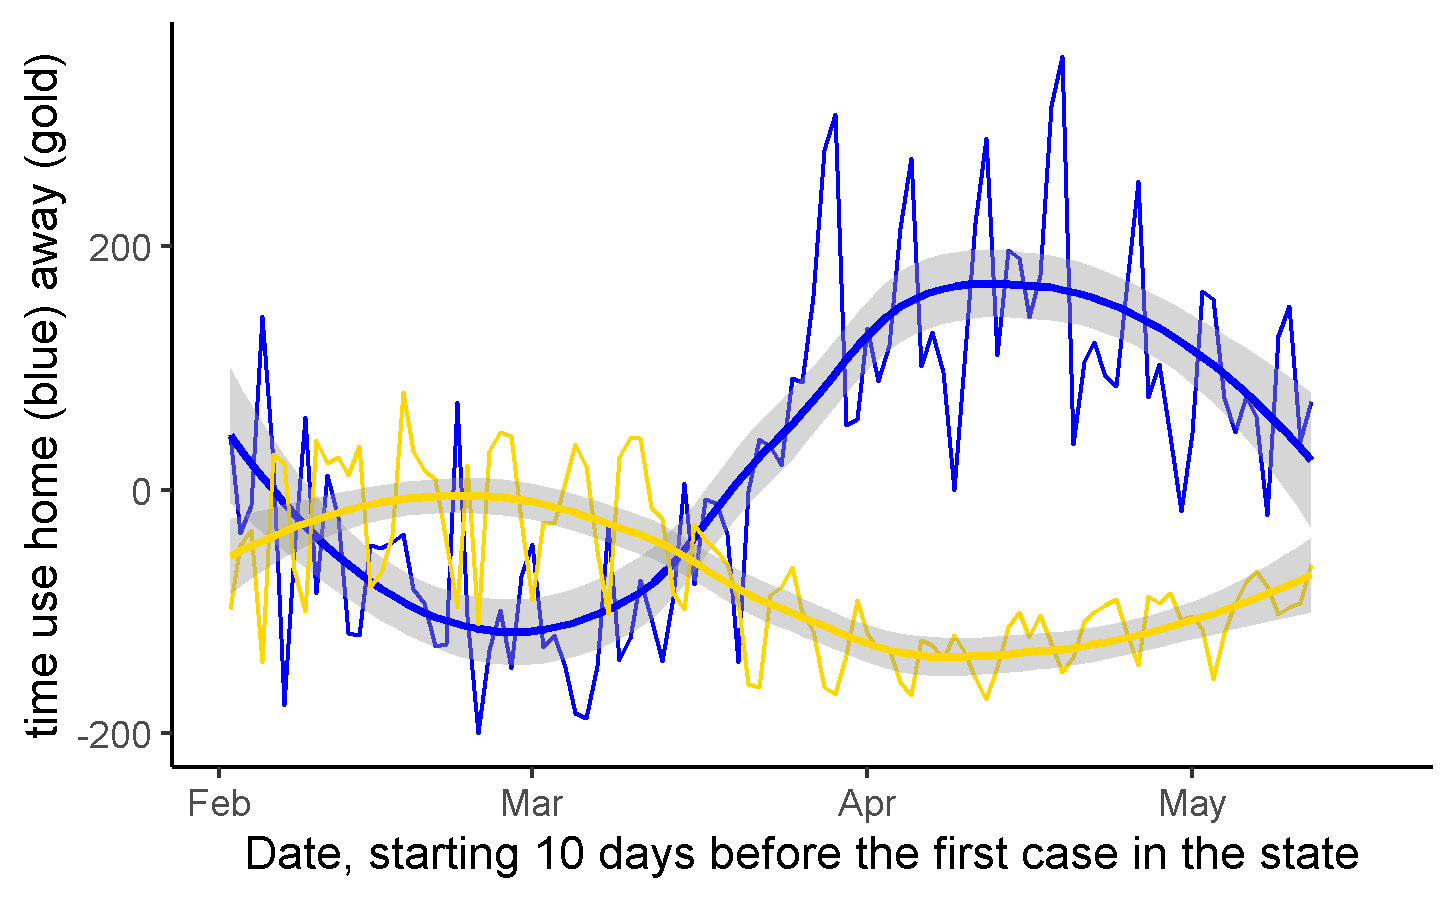 time use home (blue) away (gold)
200
0
-200
Feb
Mar
Apr
May
Date, starting 10 days before the first case in the state